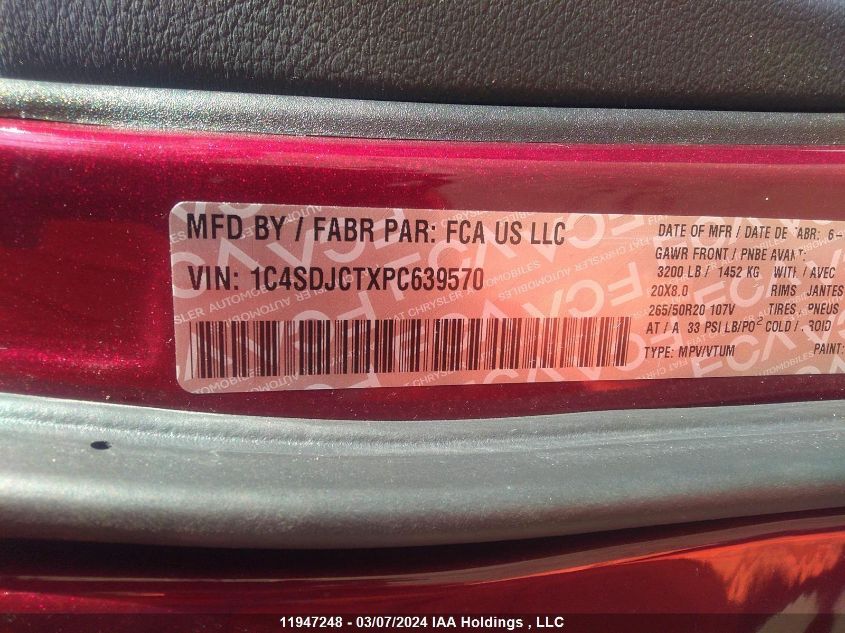 MFD BY / FABR PAR: FCA US LLC
VIN: 1C4SDJCTXPC639570
DATE OF MFR / DATE DE ABR: 6-
GAWR FRONT / PNBE AVANT:
3200 LB / 1452 KG WITH / AVEC
20X8.0 RIMS JANTES
265/50R20 107V TIRES, PNEUS
AT / A 33 PSI LB/PO² COLD / ROID
TYPE: MPV/VTUM PAINT:
11947248 - 03/07/2024 IAA Holdings , LLC